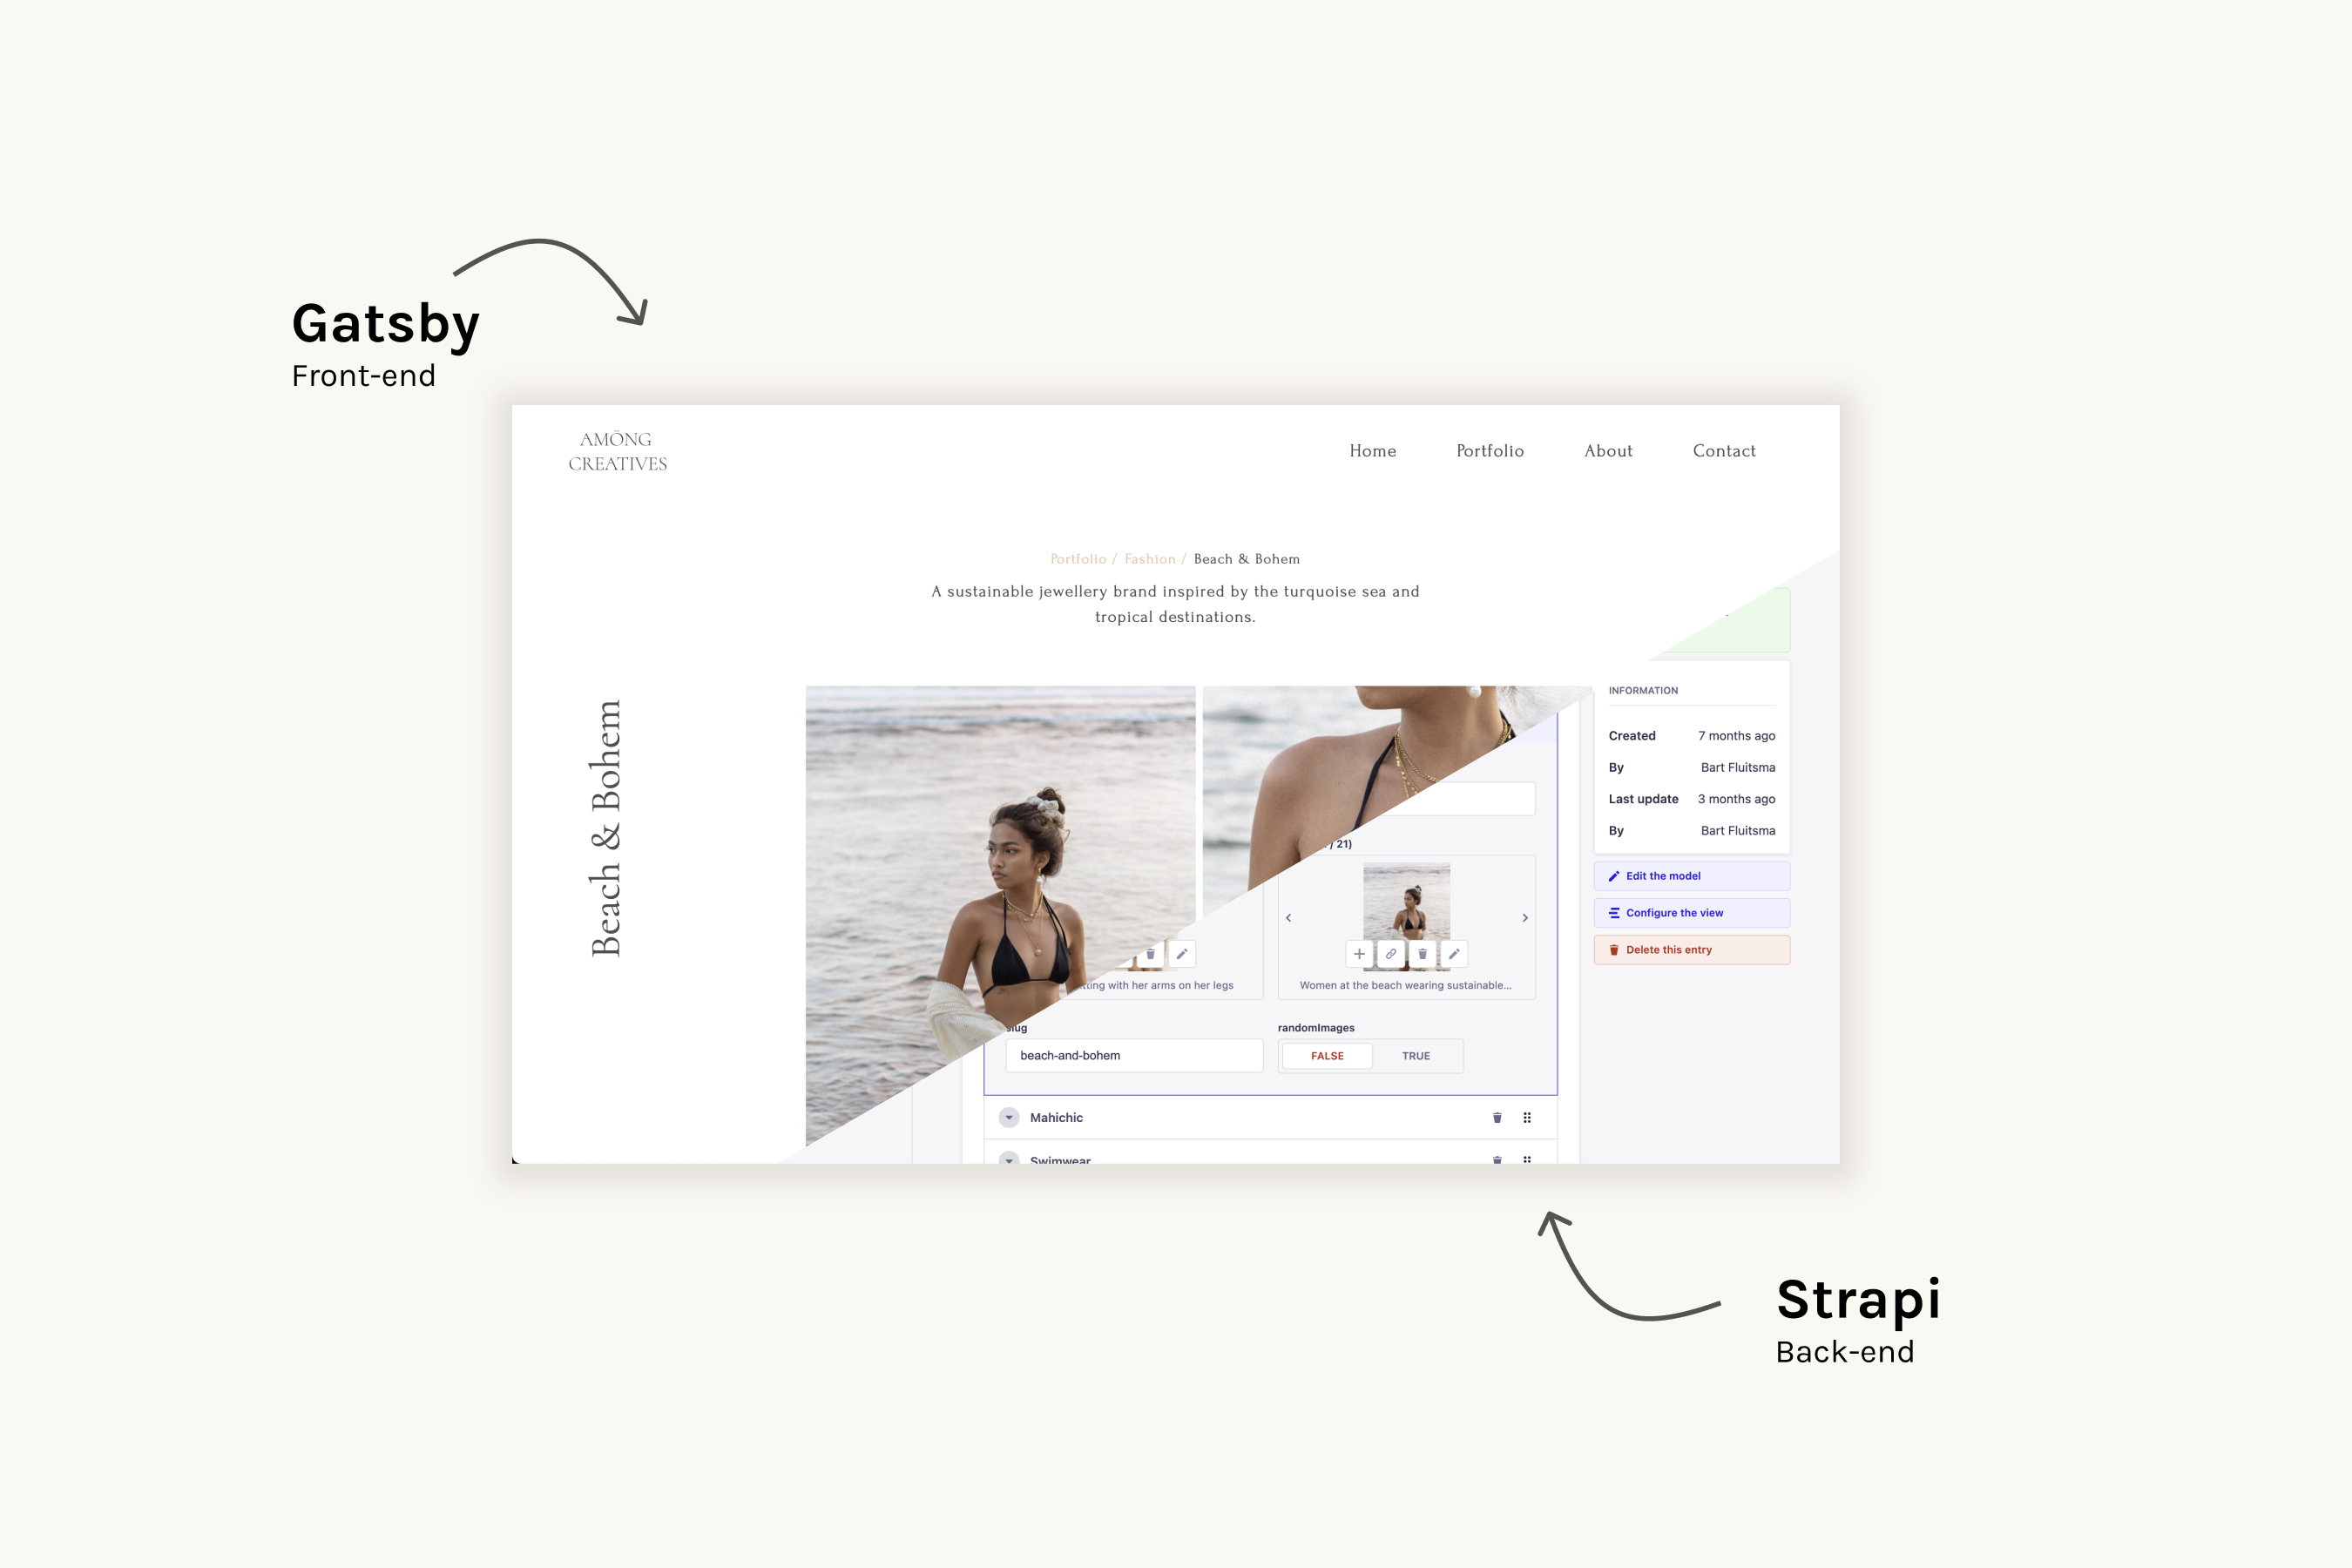 Gatsby
Front-end
AMŌNG
CREATIVES
Home
Portfolio
About
Contact
Portfolio / Fashion / Beach & Bohem
A sustainable jewellery brand inspired by the turquoise sea and
tropical destinations.
Beach & Bohem
INFORMATION
Created 7 months ago
By Bart Fluitsma
Last update 3 months ago
By Bart Fluitsma
/ 21)
Edit the model
Configure the view
Delete this entry
with her arms on her legs
Women at the beach wearing sustainable...
slug
randomImages
beach-and-bohem
FALSE
TRUE
Mahichic
Swimwear
Strapi
Back-end